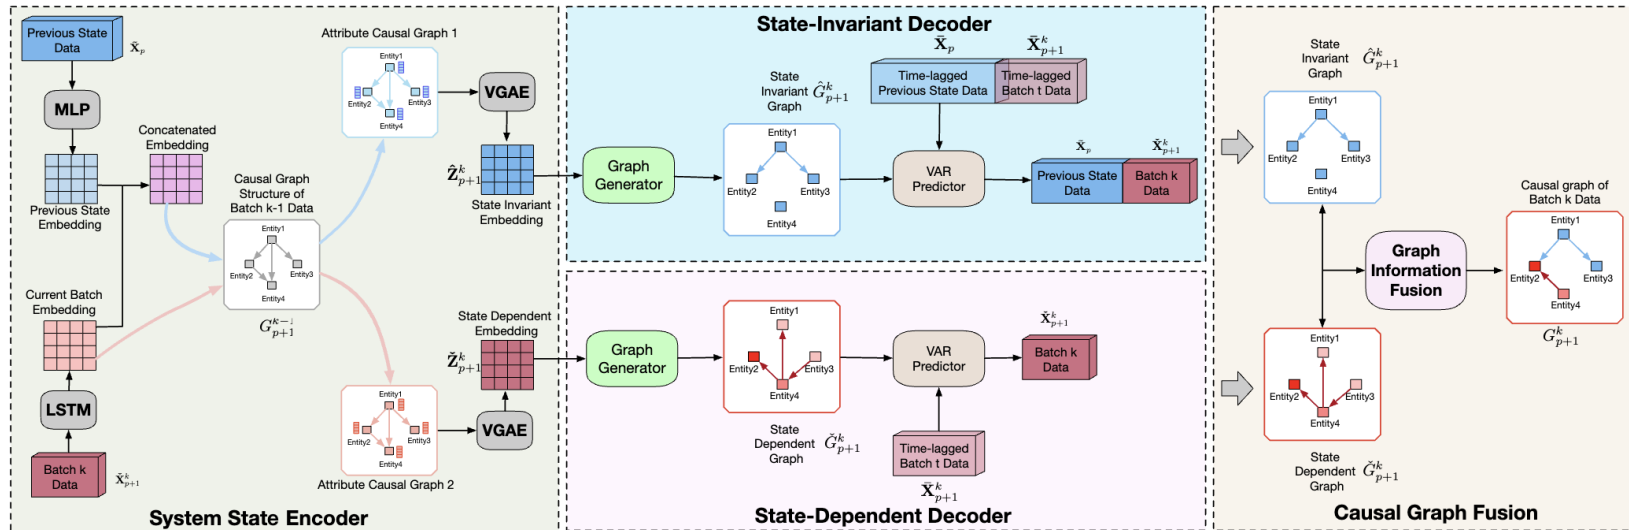 Previous State
Data
X̃p
MLP
Concatenated
Embedding
Previous State
Embedding
Current Batch
Embedding
LSTM
Batch k
Data
X̃ᵏp+1
Attribute Causal Graph 1
Entity1
Entity2
Entity3
Entity4
Causal Graph
Structure of
Batch k-1 Data
Entity1
Entity2
Entity3
Entity4
Attribute Causal Graph 2
Entity1
Entity2
Entity3
Entity4
VGAE
Ẑᵏp+1
State Invariant
Embedding
State Dependent
Embedding
Žᵏp+1
VGAE
System State Encoder
State-Invariant Decoder
Graph
Generator
State
Invariant
Graph
Ĝᵏp+1
Entity1
Entity2
Entity3
Entity4
X̄p
X̄ᵏp+1
Time-lagged
Previous State Data
Time-lagged
Batch t Data
VAR
Predictor
X̃p
X̃ᵏp+1
Previous State
Data
Batch k
Data
Graph
Generator
Entity1
Entity2
Entity3
Entity4
State
Dependent
Graph
Ǧᵏp+1
VAR
Predictor
Time-lagged
Batch t Data
X̄ᵏp+1
X̃ᵏp+1
Batch k
Data
State-Dependent Decoder
State
Invariant
Graph
Ĝᵏp+1
Entity1
Entity2
Entity3
Entity4
Graph
Information
Fusion
Causal graph of
Batch k Data
Entity1
Entity2
Entity3
Entity4
Gᵏp+1
Entity1
Entity2
Entity3
Entity4
State
Dependent
Graph
Ǧᵏp+1
Causal Graph Fusion